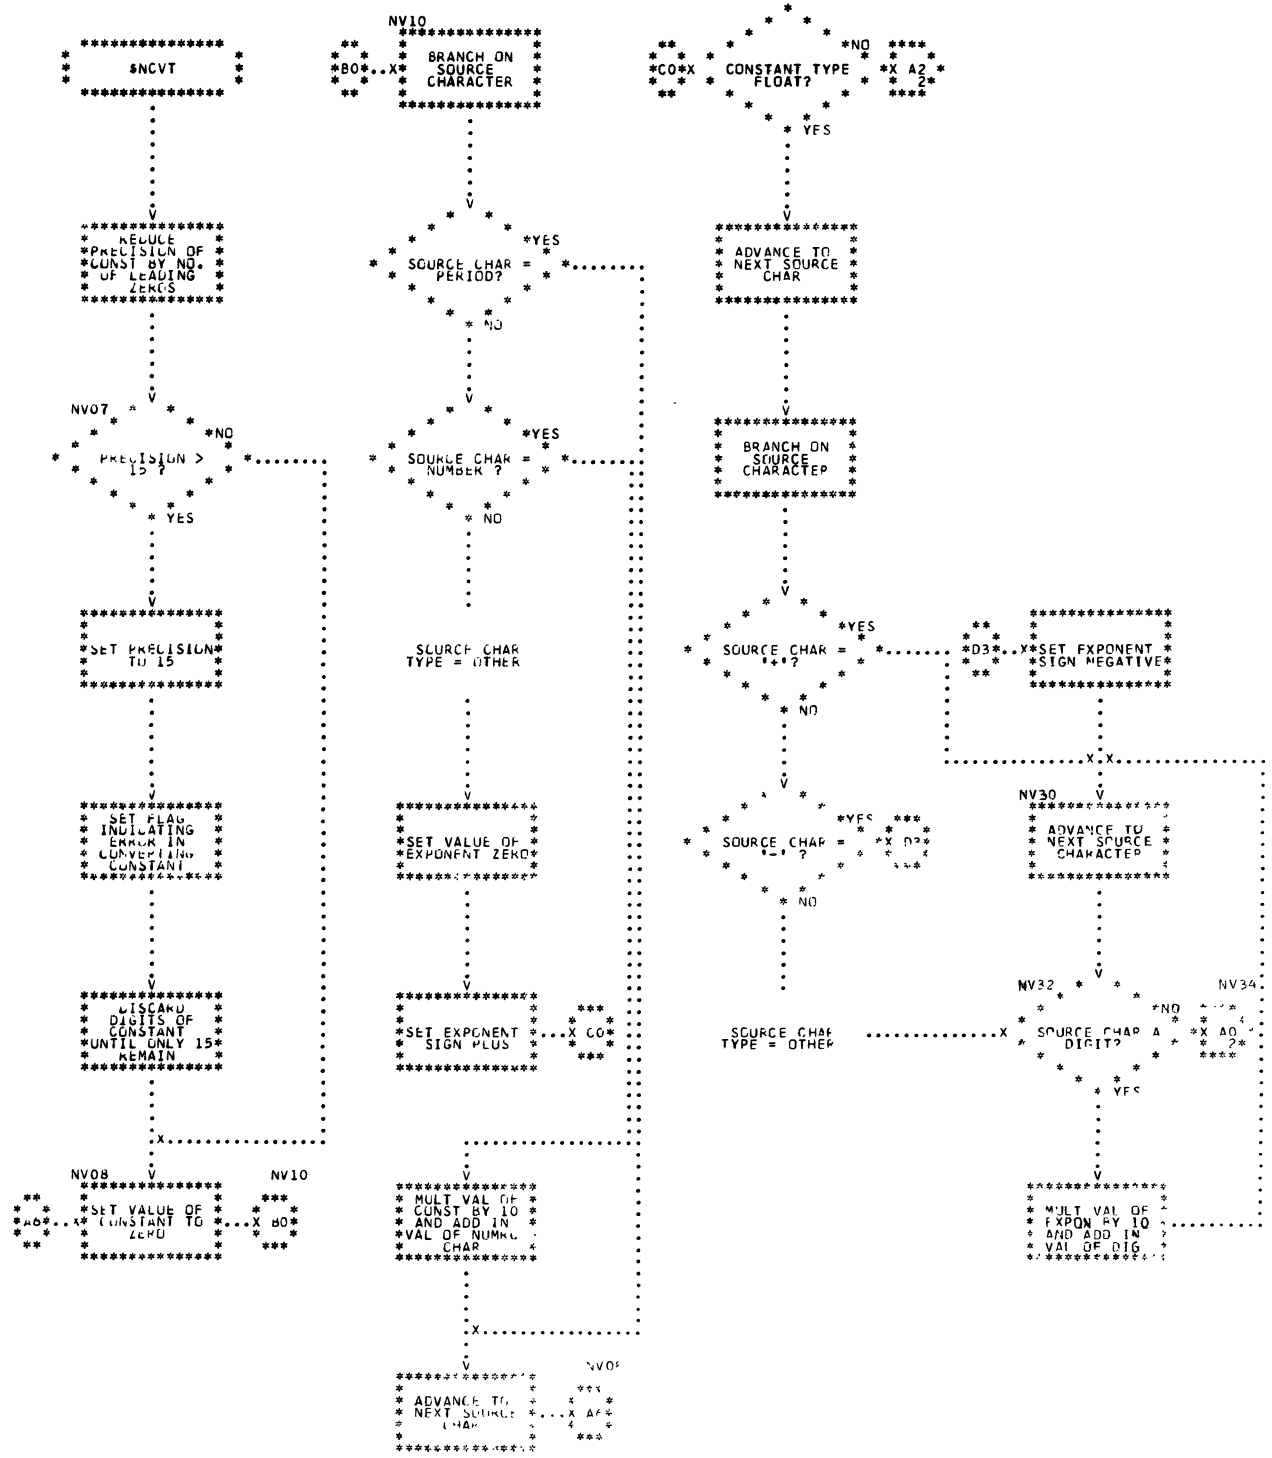 $NCVT
REDUCE
PRECISION OF
CONST BY NO.
OF LEADING
ZEROS
NV07
NO
PRECISION >
15 ?
YES
SET PRECISION
TO 15
SET FLAG
INDICATING
ERROR IN
CONVERTING
CONSTANT
DISCARD
DIGITS OF
CONSTANT
UNTIL ONLY 15
REMAIN
X
NV08
NV10
A6
X
SET VALUE OF
CONSTANT TO
ZERO
X B0
NV10
B0
X
BRANCH ON
SOURCE
CHARACTER
YES
SOURCE CHAR =
PERIOD?
NO
YES
SOURCE CHAR =
NUMBER ?
NO
SOURCE CHAR
TYPE = OTHER
SET VALUE OF
EXPONENT ZERO
SET EXPONENT
SIGN PLUS
X C0
MULT VAL OF
CONST BY 10
AND ADD IN
VAL OF NUMRC
CHAR
X
ADVANCE TO
NEXT SOURCE
CHAR
X
C0
X
NO
CONSTANT TYPE
FLOAT?
X A2
2
YES
ADVANCE TO
NEXT SOURCE
CHAR
BRANCH ON
SOURCE
CHARACTER
YES
SOURCE CHAR =
'+'?
NO
YES
SOURCE CHAR =
'-' ?
X D3
NO
SOURCE CHAR
TYPE = OTHER
X
D3
X
SET EXPONENT
SIGN NEGATIVE
X X
NV30
ADVANCE TO
NEXT SOURCE
CHARACTER
NV32
NV34
NO
SOURCE CHAR A
DIGIT?
X A0
2
YES
MULT VAL OF
EXPON BY 10
AND ADD IN
VAL OF DIG